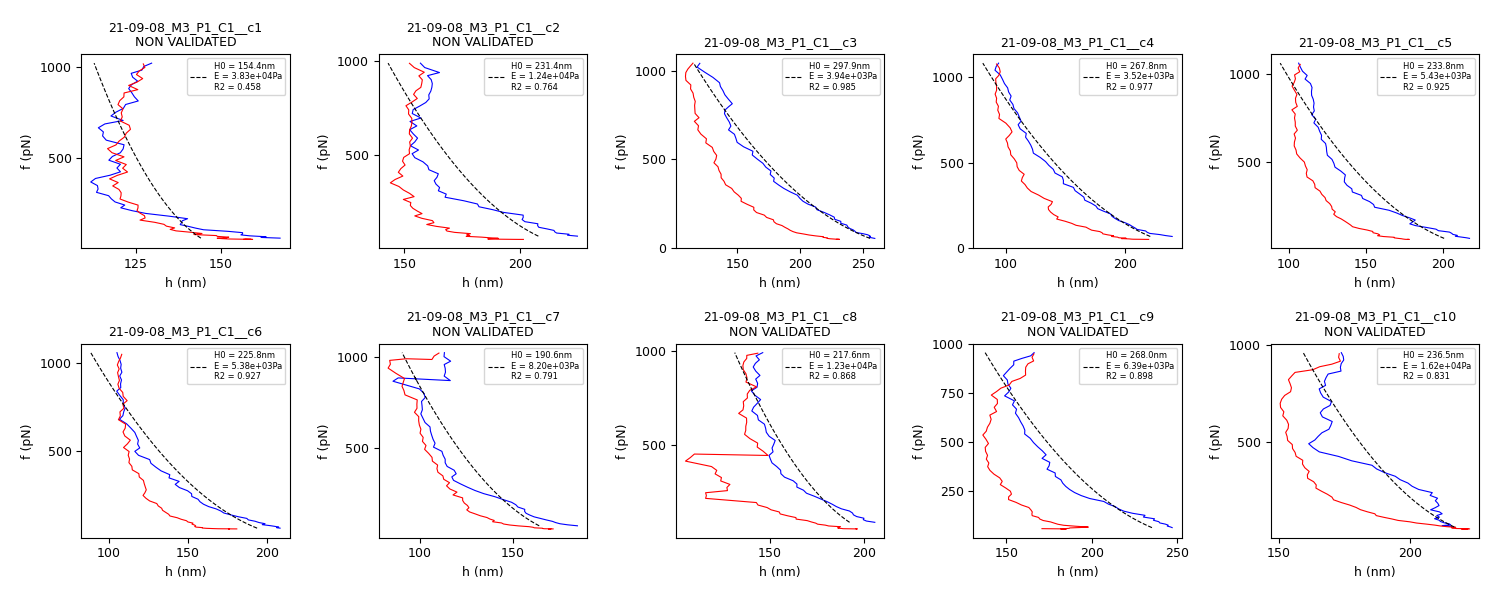 21-09-08_M3_P1_C1__c1
NON VALIDATED
H0 = 154.4nm
E = 3.83e+04Pa
R2 = 0.458
1000
500
f (pN)
125
150
h (nm)
21-09-08_M3_P1_C1__c2
NON VALIDATED
H0 = 231.4nm
E = 1.24e+04Pa
R2 = 0.764
1000
500
f (pN)
150
200
h (nm)
21-09-08_M3_P1_C1__c3
H0 = 297.9nm
E = 3.94e+03Pa
R2 = 0.985
1000
500
0
f (pN)
150
200
250
h (nm)
21-09-08_M3_P1_C1__c4
H0 = 267.8nm
E = 3.52e+03Pa
R2 = 0.977
1000
500
0
f (pN)
100
200
h (nm)
21-09-08_M3_P1_C1__c5
H0 = 233.8nm
E = 5.43e+03Pa
R2 = 0.925
1000
500
f (pN)
100
150
200
h (nm)
21-09-08_M3_P1_C1__c6
H0 = 225.8nm
E = 5.38e+03Pa
R2 = 0.927
1000
500
f (pN)
100
150
200
h (nm)
21-09-08_M3_P1_C1__c7
NON VALIDATED
H0 = 190.6nm
E = 8.20e+03Pa
R2 = 0.791
1000
500
f (pN)
100
150
h (nm)
21-09-08_M3_P1_C1__c8
NON VALIDATED
H0 = 217.6nm
E = 1.23e+04Pa
R2 = 0.868
1000
500
f (pN)
150
200
h (nm)
21-09-08_M3_P1_C1__c9
NON VALIDATED
H0 = 268.0nm
E = 6.39e+03Pa
R2 = 0.898
1000
750
500
250
f (pN)
150
200
250
h (nm)
21-09-08_M3_P1_C1__c10
NON VALIDATED
H0 = 236.5nm
E = 1.62e+04Pa
R2 = 0.831
1000
500
f (pN)
150
200
h (nm)